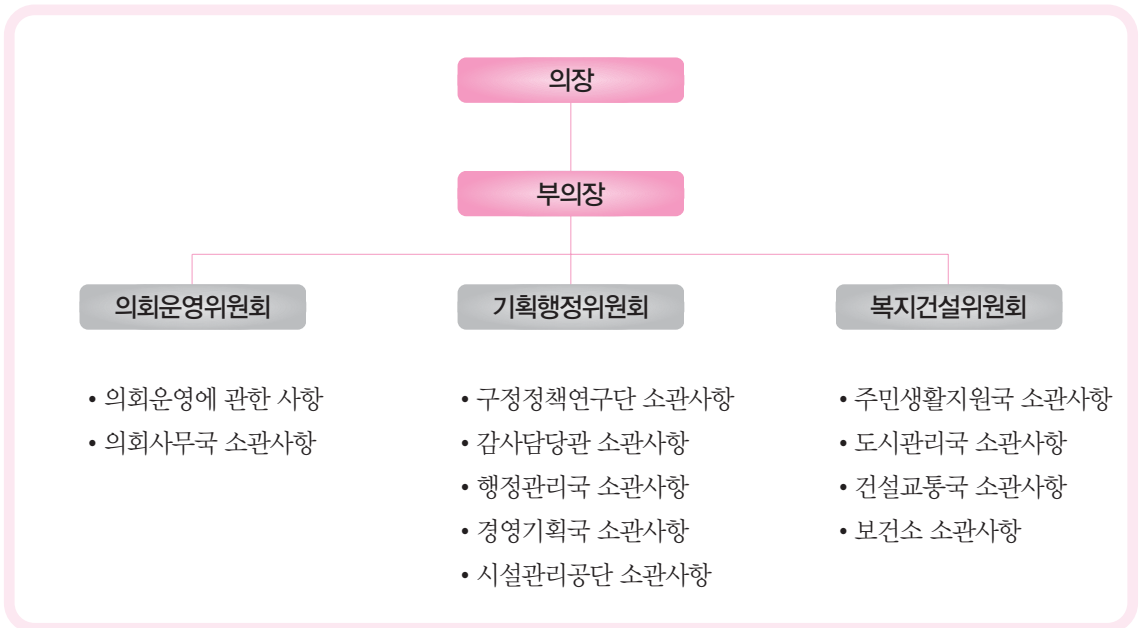 의장
부의장
의회운영위원회
• 의회운영에 관한 사항
• 의회사무국 소관사항
기획행정위원회
• 구정정책연구단 소관사항
• 감사담당관 소관사항
• 행정관리국 소관사항
• 경영기획국 소관사항
• 시설관리공단 소관사항
복지건설위원회
• 주민생활지원국 소관사항
• 도시관리국 소관사항
• 건설교통국 소관사항
• 보건소 소관사항